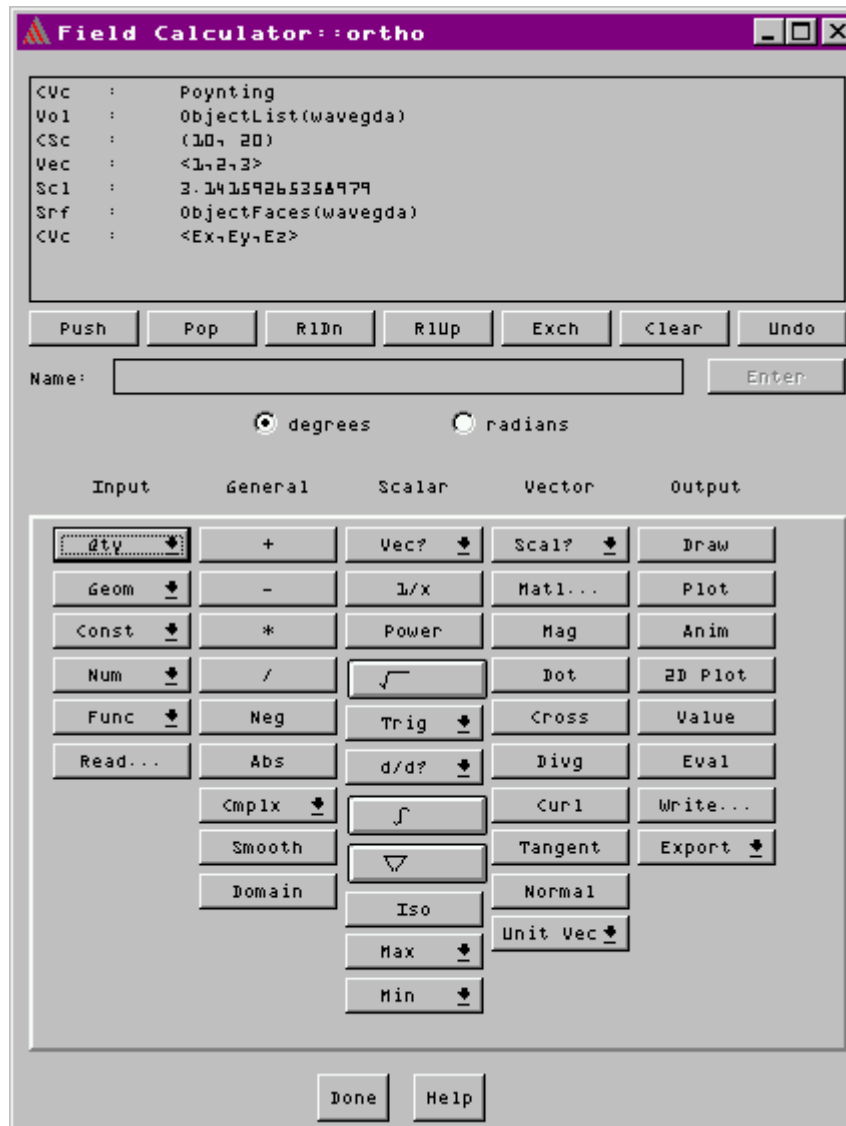 Field Calculator::ortho
CVc : Poynting
Vol : ObjectList(wavegda)
CSc : (10, 20)
Vec : <1,2,3>
Scl : 3.14159265358979
Srf : ObjectFaces(wavegda)
CVc : <Ex,Ey,Ez>
Push Pop RlDn RlUp Exch Clear Undo
Name: Enter
degrees radians
Input General Scalar Vector Output
Qty + Vec? Scal? Draw
Geom - 1/x Matl... Plot
Const * Power Mag Anim
Num / √ Dot 2D Plot
Func Neg Trig Cross Value
Read... Abs d/d? Divg Eval
Cmplx ∫ Curl Write...
Smooth ∇ Tangent Export
Domain Iso Normal
Max Unit Vec
Min
Done Help